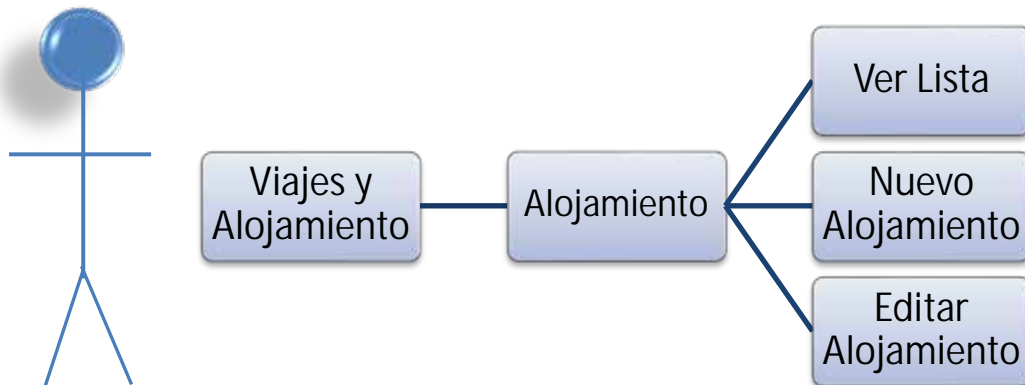 Viajes y
Alojamiento
Alojamiento
Ver Lista
Nuevo
Alojamiento
Editar
Alojamiento